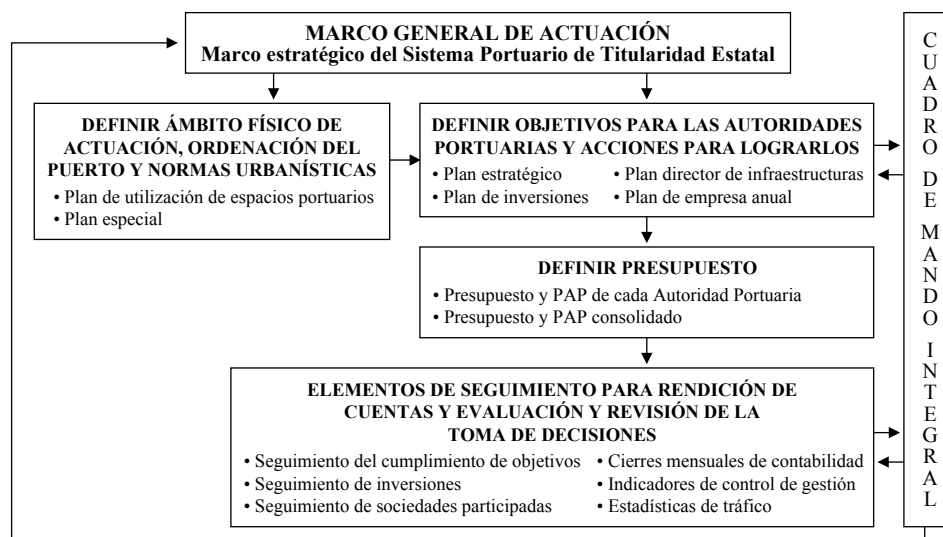 MARCO GENERAL DE ACTUACIÓN
Marco estratégico del Sistema Portuario de Titularidad Estatal
DEFINIR ÁMBITO FÍSICO DE
ACTUACIÓN, ORDENACIÓN DEL
PUERTO Y NORMAS URBANÍSTICAS
• Plan de utilización de espacios portuarios
• Plan especial
DEFINIR OBJETIVOS PARA LAS AUTORIDADES
PORTUARIAS Y ACCIONES PARA LOGRARLOS
• Plan estratégico
• Plan de inversiones
• Plan director de infraestructuras
• Plan de empresa anual
DEFINIR PRESUPUESTO
• Presupuesto y PAP de cada Autoridad Portuaria
• Presupuesto y PAP consolidado
ELEMENTOS DE SEGUIMIENTO PARA RENDICIÓN DE
CUENTAS Y EVALUACIÓN Y REVISIÓN DE LA
TOMA DE DECISIONES
• Seguimiento del cumplimiento de objetivos
• Seguimiento de inversiones
• Seguimiento de sociedades participadas
• Cierres mensuales de contabilidad
• Indicadores de control de gestión
• Estadísticas de tráfico
CUADRO DE MANDO INTEGRAL